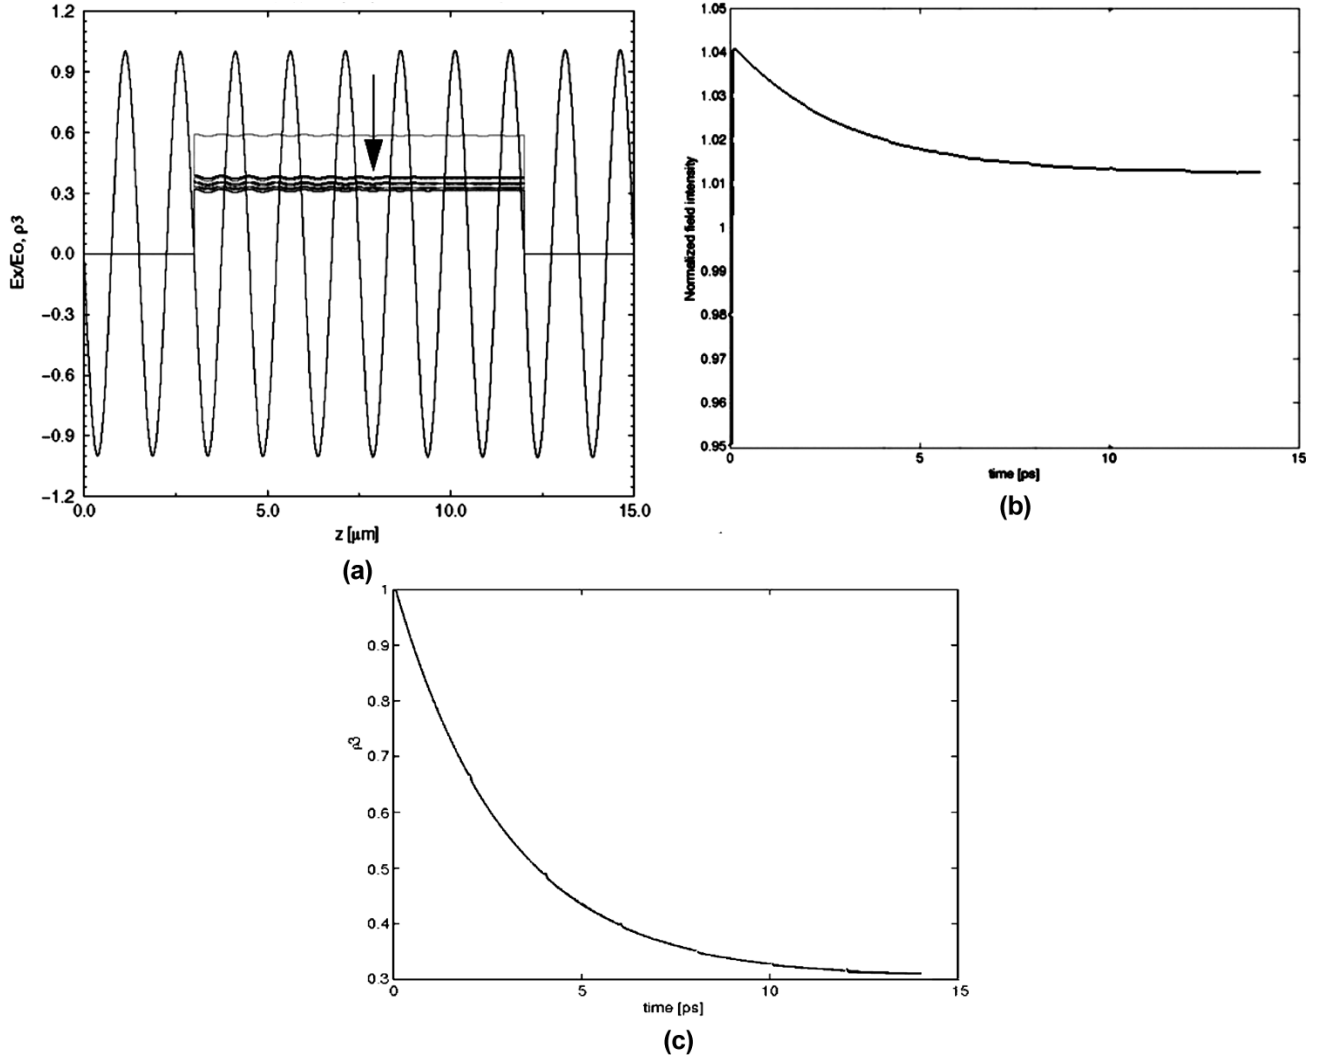 1.2
0.9
0.6
0.3
0.0
−0.3
−0.6
−0.9
−1.2
Ex/Eo, ρ3
0.0 5.0 10.0 15.0
z [μm]
(a)
1.05
1.04
1.03
1.02
1.01
1
0.99
0.98
0.97
0.96
0.95
Normalized field intensity
0 5 10 15
time [ps]
(b)
1
0.9
0.8
0.7
0.6
0.5
0.4
0.3
ρ3
0 5 10 15
time [ps]
(c)